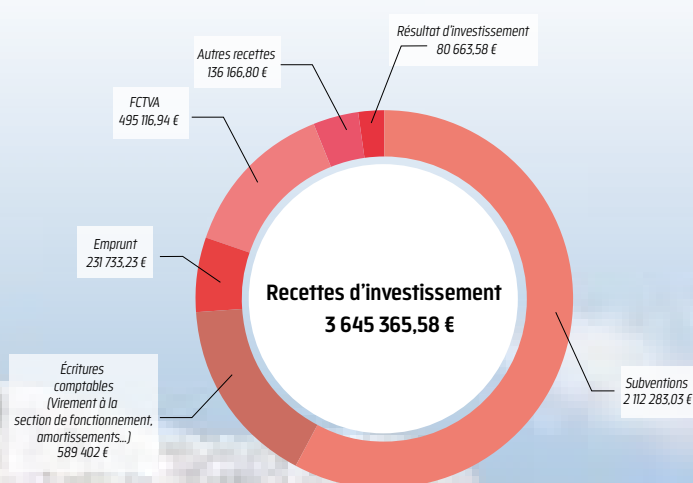 Résultat d'investissement
80 663,58 €
Autres recettes
136 166,80 €
FCTVA
495 116,94 €
Emprunt
231 733,23 €
Recettes d'investissement
3 645 365,58 €
Écritures
comptables
(Virement à la
section de fonctionnement,
amortissements...)
589 402 €
Subventions
2 112 283,03 €